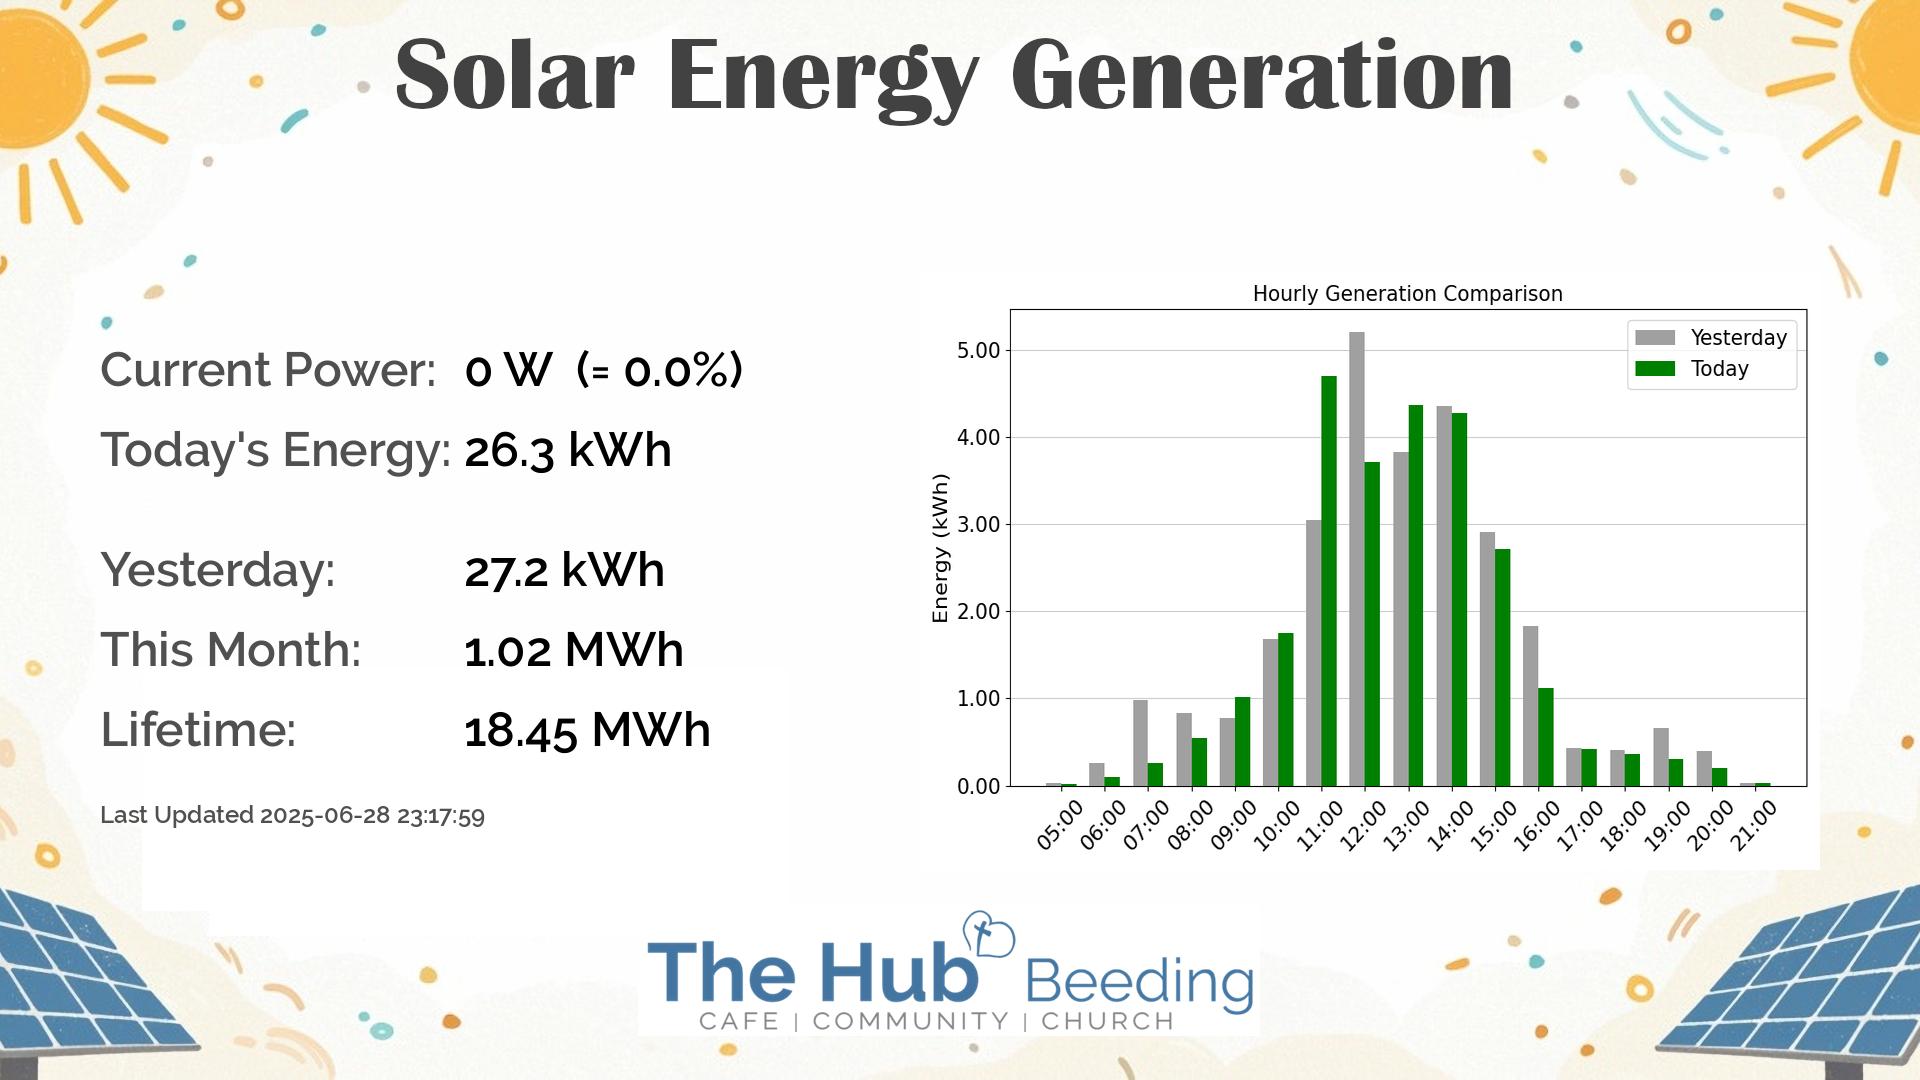 Solar Energy Generation
Current Power: 0 W (= 0.0%)
Today's Energy: 26.3 kWh
Yesterday: 27.2 kWh
This Month: 1.02 MWh
Lifetime: 18.45 MWh
Last Updated 2025-06-28 23:17:59
Hourly Generation Comparison
Yesterday
Today
Energy (kWh)
5.00
4.00
3.00
2.00
1.00
0.00
05:00 06:00 07:00 08:00 09:00 10:00 11:00 12:00 13:00 14:00 15:00 16:00 17:00 18:00 19:00 20:00 21:00
The Hub Beeding
CAFE | COMMUNITY | CHURCH